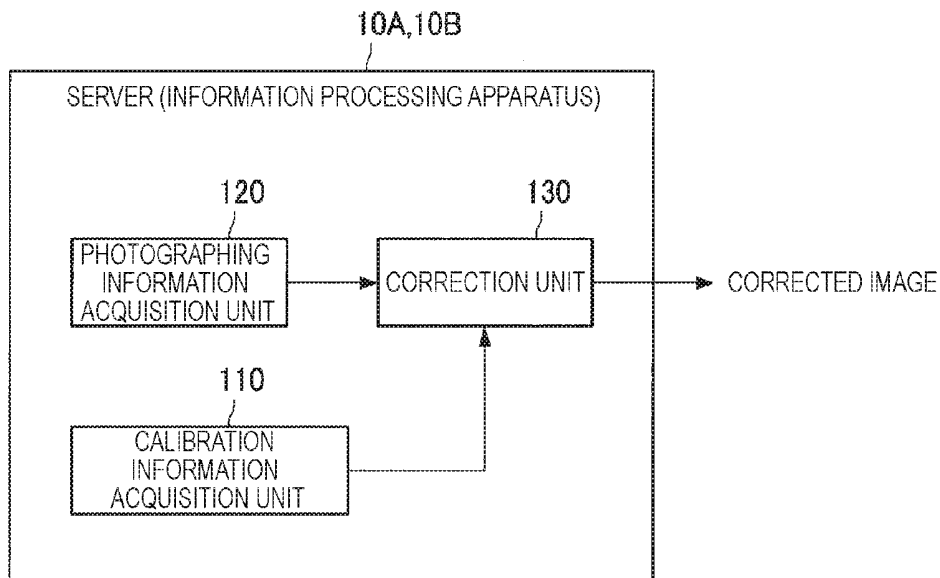 10A,10B
SERVER (INFORMATION PROCESSING APPARATUS)
120
PHOTOGRAPHING
INFORMATION
ACQUISITION UNIT
130
CORRECTION UNIT
CORRECTED IMAGE
110
CALIBRATION
INFORMATION
ACQUISITION UNIT